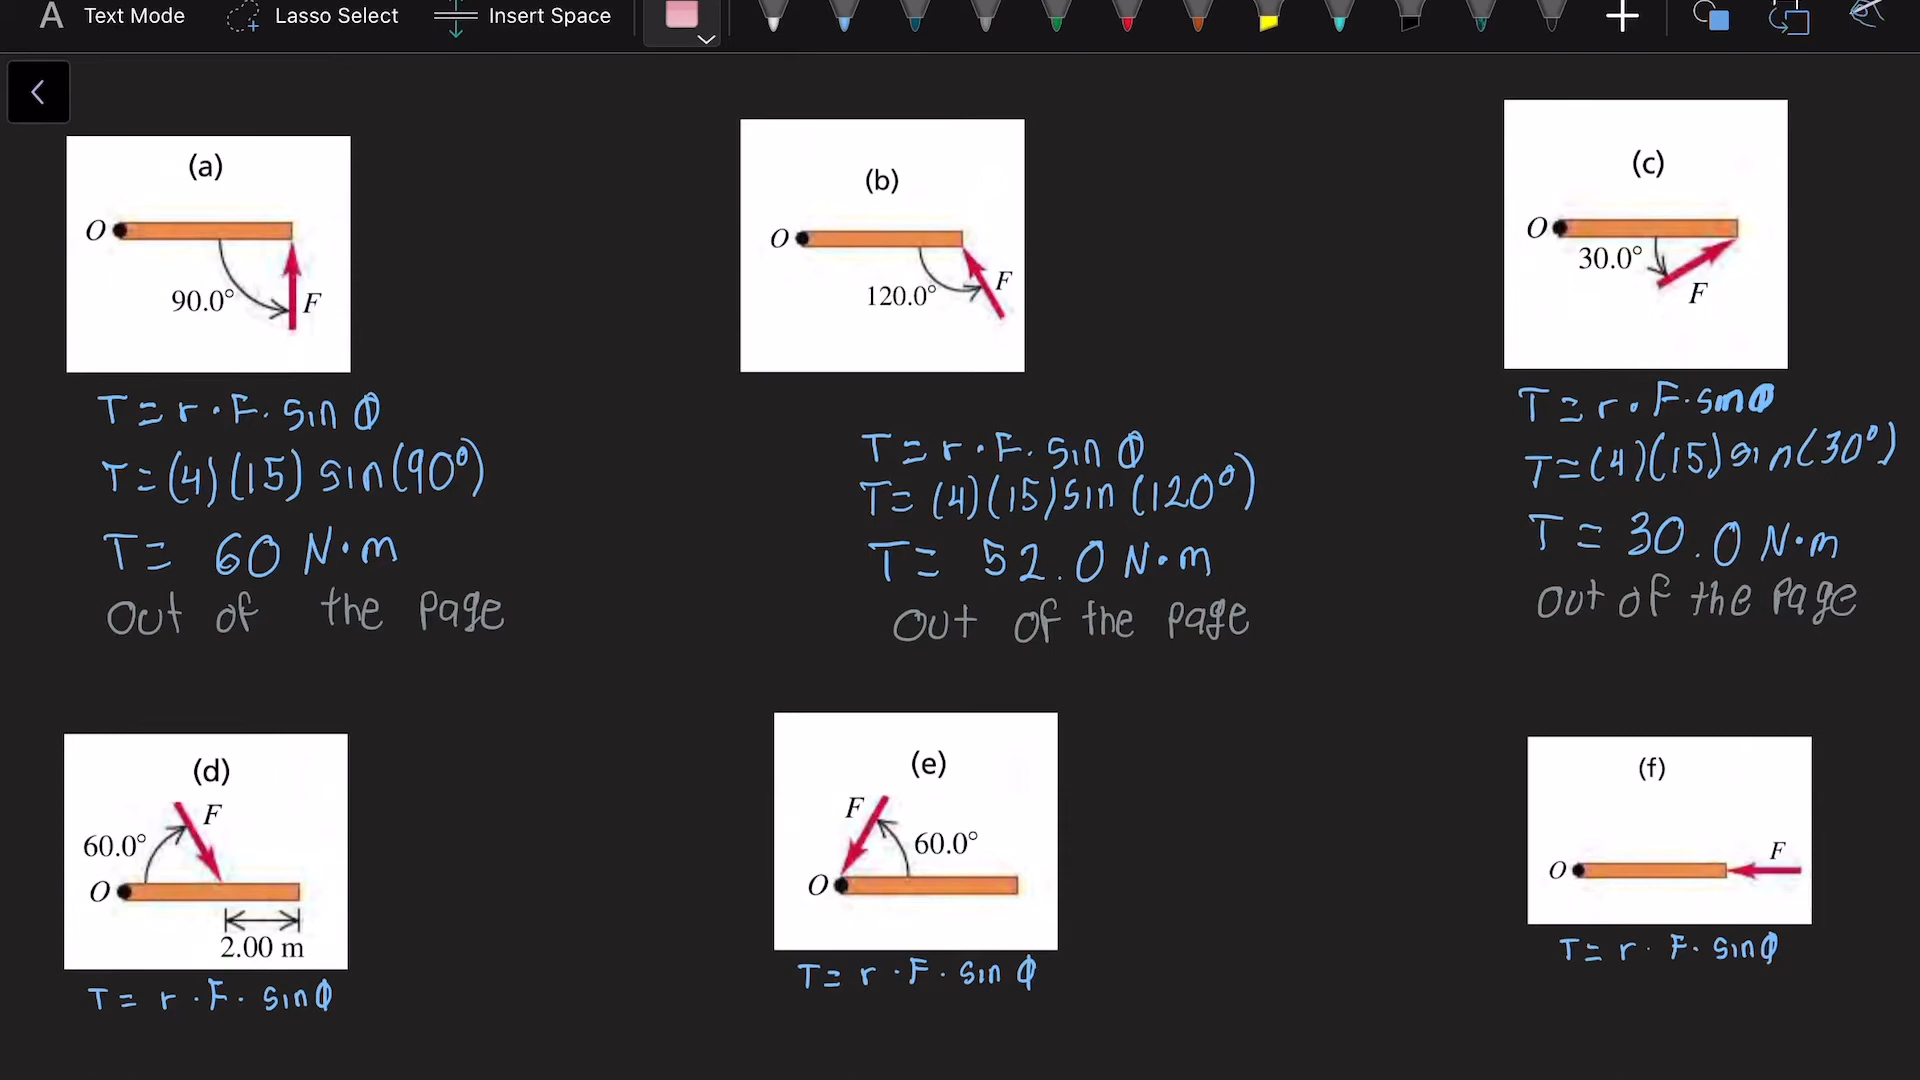 Text Mode
Lasso Select
Insert Space
(a)
O
90.0°
F
T = r · F · sin Φ
T = (4)(15) sin(90°)
T = 60 N·m
Out of the page
(b)
O
120.0°
F
T = r · F · sin Φ
T = (4)(15) sin(120°)
T = 52.0 N·m
Out of the page
(c)
O
30.0°
F
T = r · F · sin Φ
T = (4)(15) sin(30°)
T = 30.0 N·m
Out of the page
(d)
F
60.0°
O
2.00 m
T = r · F · sin Φ
(e)
F
60.0°
O
T = r · F · sin Φ
(f)
F
O
T = r · F · sin Φ